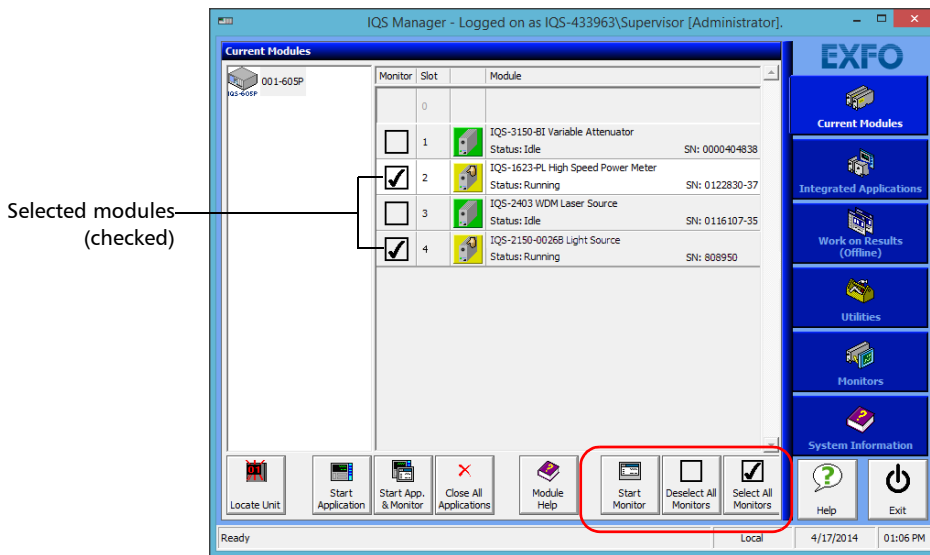 IQS Manager - Logged on as IQS-433963\Supervisor [Administrator].
Current Modules
001-605P
IQS-605P
Monitor Slot Module
0
1
IQS-3150-BI Variable Attenuator
Status: Idle SN: 0000404838
2
IQS-1623-PL High Speed Power Meter
Status: Running SN: 0122830-37
3
IQS-2403 WDM Laser Source
Status: Idle SN: 0116107-35
4
IQS-2150-0026B Light Source
Status: Running SN: 808950
Selected modules
(checked)
EXFO
Current Modules
Integrated Applications
Work on Results
(Offline)
Utilities
Monitors
System Information
01
Locate Unit
Start
Application
Start App.
& Monitor
Close All
Applications
Module
Help
Start
Monitor
Deselect All
Monitors
Select All
Monitors
Help
Exit
Ready Local 4/17/2014 01:06 PM